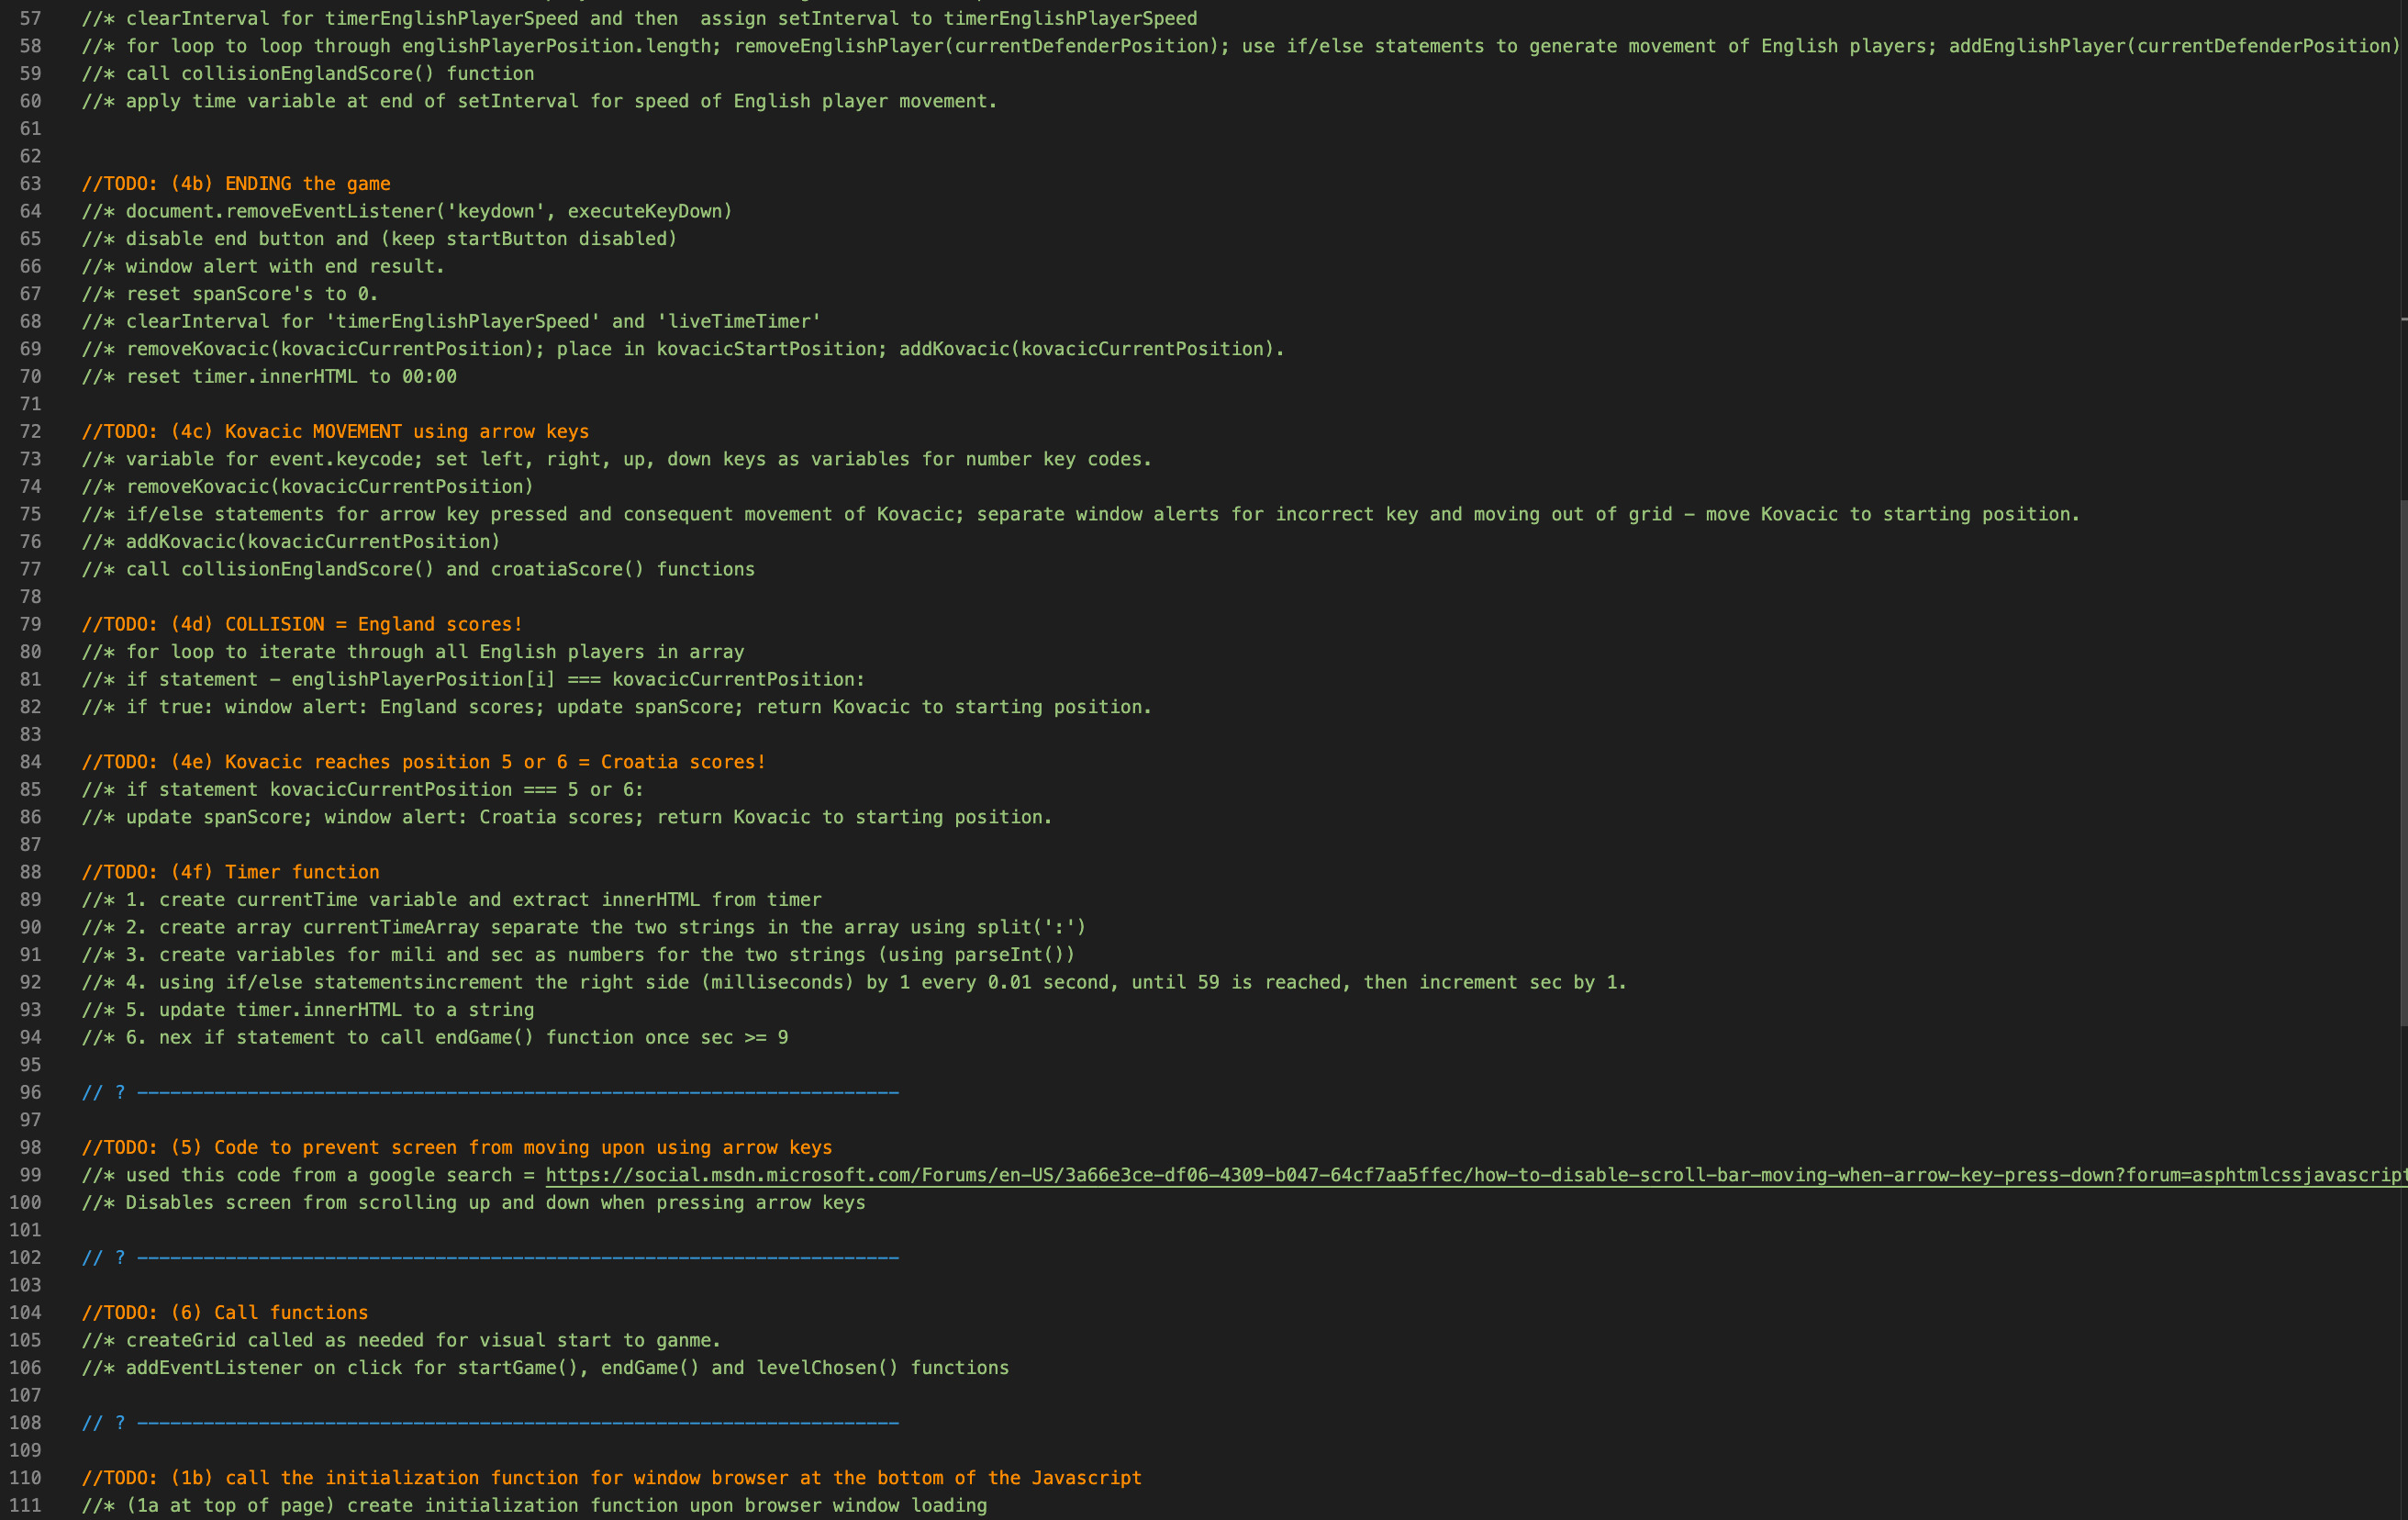 57 //* clearInterval for timerEnglishPlayerSpeed and then  assign setInterval to timerEnglishPlayerSpeed
58 //* for loop to loop through englishPlayerPosition.length; removeEnglishPlayer(currentDefenderPosition); use if/else statements to generate movement of English players; addEnglishPlayer(currentDefenderPosition)
59 //* call collisionEnglandScore() function
60 //* apply time variable at end of setInterval for speed of English player movement.
61
62
63 //TODO: (4b) ENDING the game
64 //* document.removeEventListener('keydown', executeKeyDown)
65 //* disable end button and (keep startButton disabled)
66 //* window alert with end result.
67 //* reset spanScore's to 0.
68 //* clearInterval for 'timerEnglishPlayerSpeed' and 'liveTimeTimer'
69 //* removeKovacic(kovacicCurrentPosition); place in kovacicStartPosition; addKovacic(kovacicCurrentPosition).
70 //* reset timer.innerHTML to 00:00
71
72 //TODO: (4c) Kovacic MOVEMENT using arrow keys
73 //* variable for event.keycode; set left, right, up, down keys as variables for number key codes.
74 //* removeKovacic(kovacicCurrentPosition)
75 //* if/else statements for arrow key pressed and consequent movement of Kovacic; separate window alerts for incorrect key and moving out of grid – move Kovacic to starting position.
76 //* addKovacic(kovacicCurrentPosition)
77 //* call collisionEnglandScore() and croatiaScore() functions
78
79 //TODO: (4d) COLLISION = England scores!
80 //* for loop to iterate through all English players in array
81 //* if statement – englishPlayerPosition[i] === kovacicCurrentPosition:
82 //* if true: window alert: England scores; update spanScore; return Kovacic to starting position.
83
84 //TODO: (4e) Kovacic reaches position 5 or 6 = Croatia scores!
85 //* if statement kovacicCurrentPosition === 5 or 6:
86 //* update spanScore; window alert: Croatia scores; return Kovacic to starting position.
87
88 //TODO: (4f) Timer function
89 //* 1. create currentTime variable and extract innerHTML from timer
90 //* 2. create array currentTimeArray separate the two strings in the array using split(':')
91 //* 3. create variables for mili and sec as numbers for the two strings (using parseInt())
92 //* 4. using if/else statementsincrement the right side (milliseconds) by 1 every 0.01 second, until 59 is reached, then increment sec by 1.
93 //* 5. update timer.innerHTML to a string
94 //* 6. nex if statement to call endGame() function once sec >= 9
95
96 // ? ---------------------------------------------------------------------
97
98 //TODO: (5) Code to prevent screen from moving upon using arrow keys
99 //* used this code from a google search = https://social.msdn.microsoft.com/Forums/en-US/3a66e3ce-df06-4309-b047-64cf7aa5ffec/how-to-disable-scroll-bar-moving-when-arrow-key-press-down?forum=asphtmlcssjavascript
100 //* Disables screen from scrolling up and down when pressing arrow keys
101
102 // ? ---------------------------------------------------------------------
103
104 //TODO: (6) Call functions
105 //* createGrid called as needed for visual start to ganme.
106 //* addEventListener on click for startGame(), endGame() and levelChosen() functions
107
108 // ? ---------------------------------------------------------------------
109
110 //TODO: (1b) call the initialization function for window browser at the bottom of the Javascript
111 //* (1a at top of page) create initialization function upon browser window loading